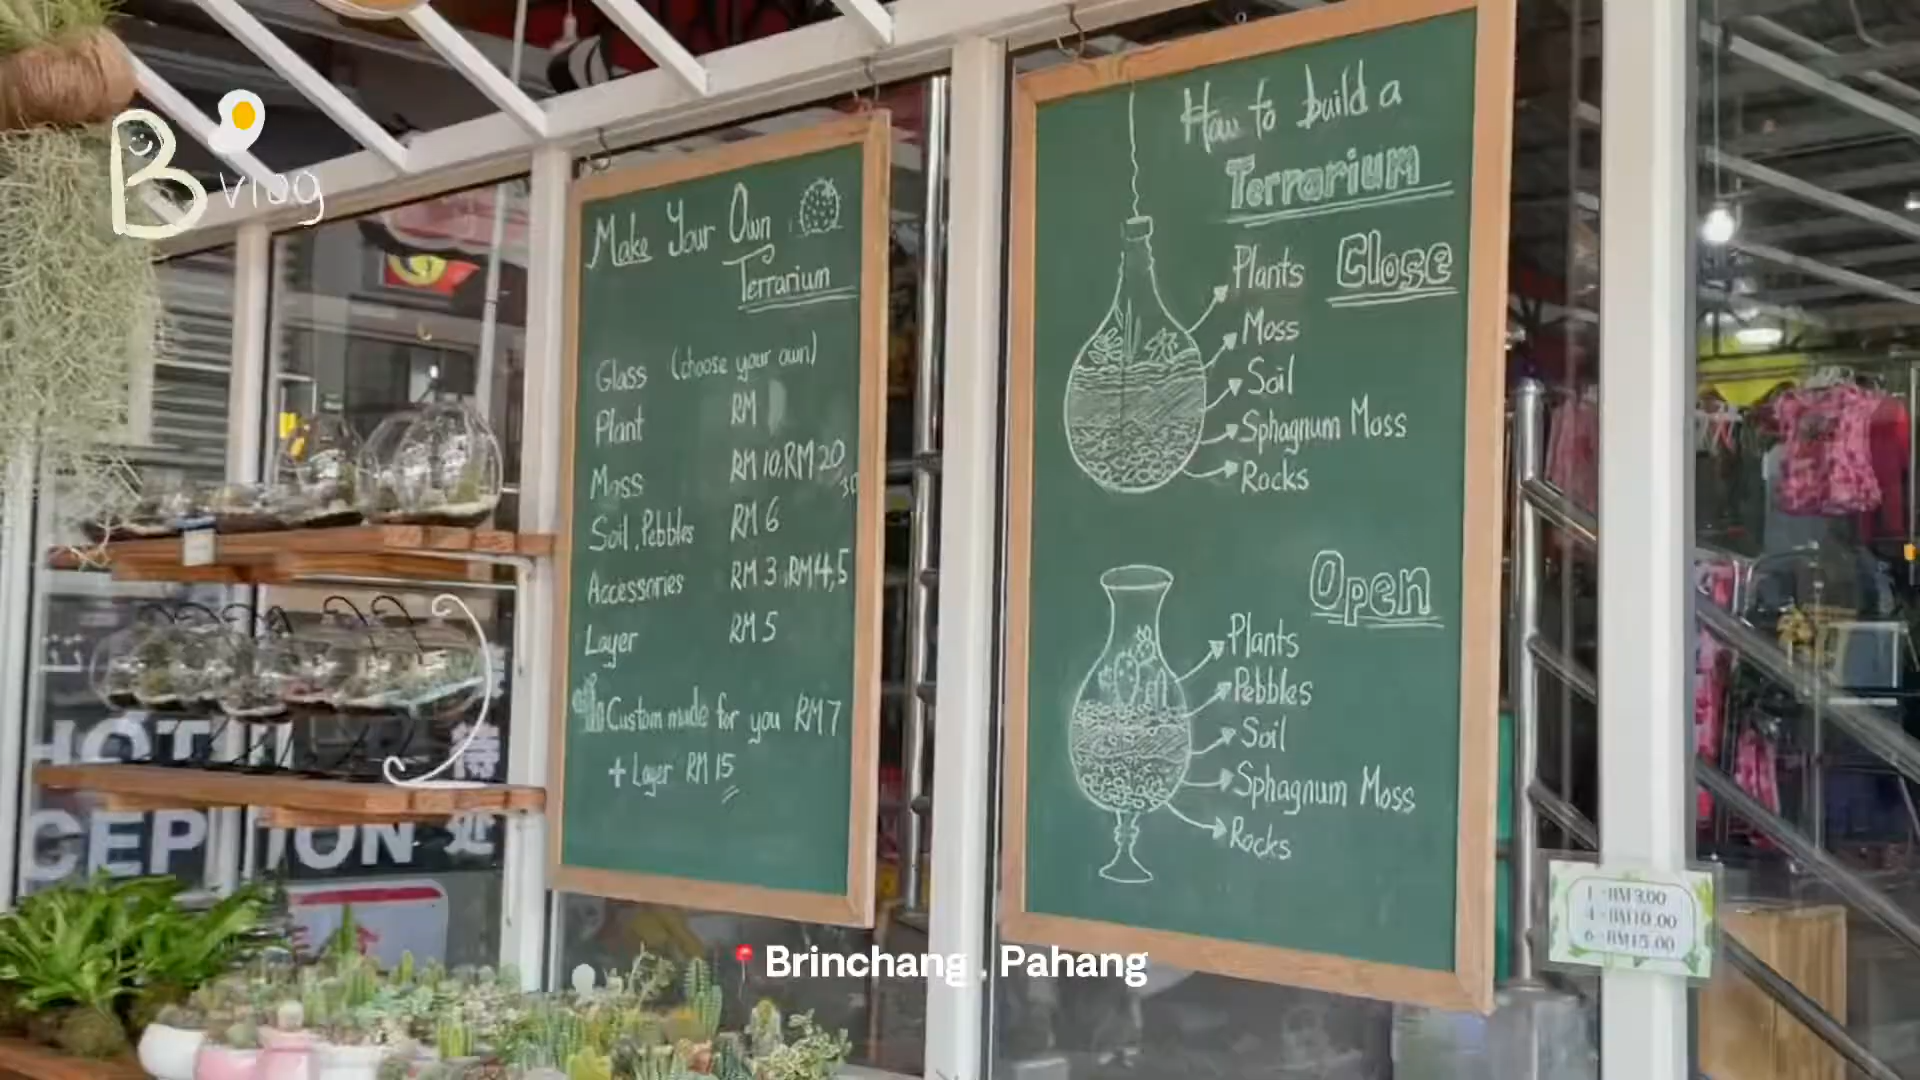 B vlog
Make Your Own
Terrarium
Glass (choose your own)
Plant RM
Moss RM 10, RM 20
30
Soil, Pebbles RM 6
Accessories RM 3, RM 4,5
Layer RM 5
Custom made for you RM 7
+ Layer RM 15
How to build a
Terrarium
Close
Plants
Moss
Soil
Sphagnum Moss
Rocks
Open
Plants
Pebbles
Soil
Sphagnum Moss
Rocks
1 - RM 3.00
4 - RM 10.00
6 - RM 15.00
Brinchang . Pahang